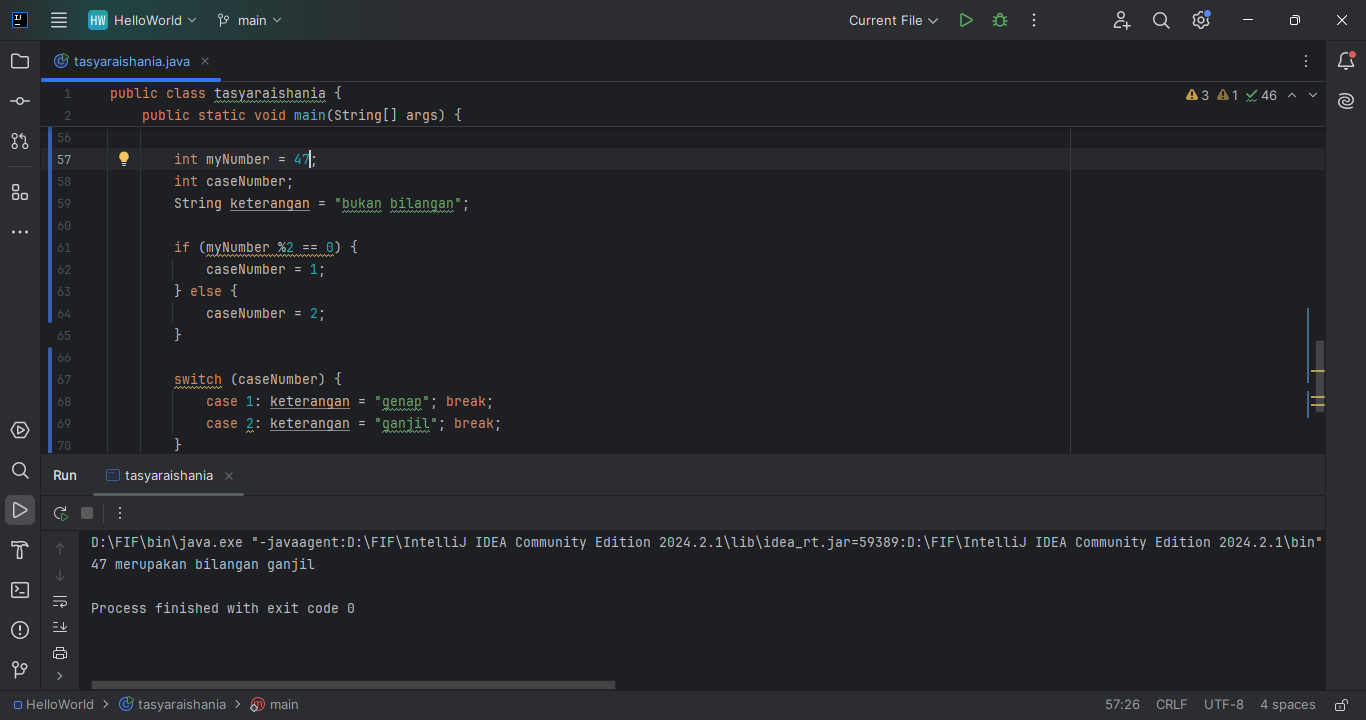 HW HelloWorld main Current File
tasyaraishania.java
1 public class tasyaraishania { 3 1 46
2 public static void main(String[] args) {
56
57 int myNumber = 47;
58 int caseNumber;
59 String keterangan = "bukan bilangan";
60
61 if (myNumber %2 == 0) {
62 caseNumber = 1;
63 } else {
64 caseNumber = 2;
65 }
66
67 switch (caseNumber) {
68 case 1: keterangan = "genap"; break;
69 case 2: keterangan = "ganjil"; break;
70 }
Run tasyaraishania
D:\FIF\bin\java.exe "-javaagent:D:\FIF\IntelliJ IDEA Community Edition 2024.2.1\lib\idea_rt.jar=59389:D:\FIF\IntelliJ IDEA Community Edition 2024.2.1\bin"
47 merupakan bilangan ganjil
Process finished with exit code 0
HelloWorld tasyaraishania main 57:26 CRLF UTF-8 4 spaces